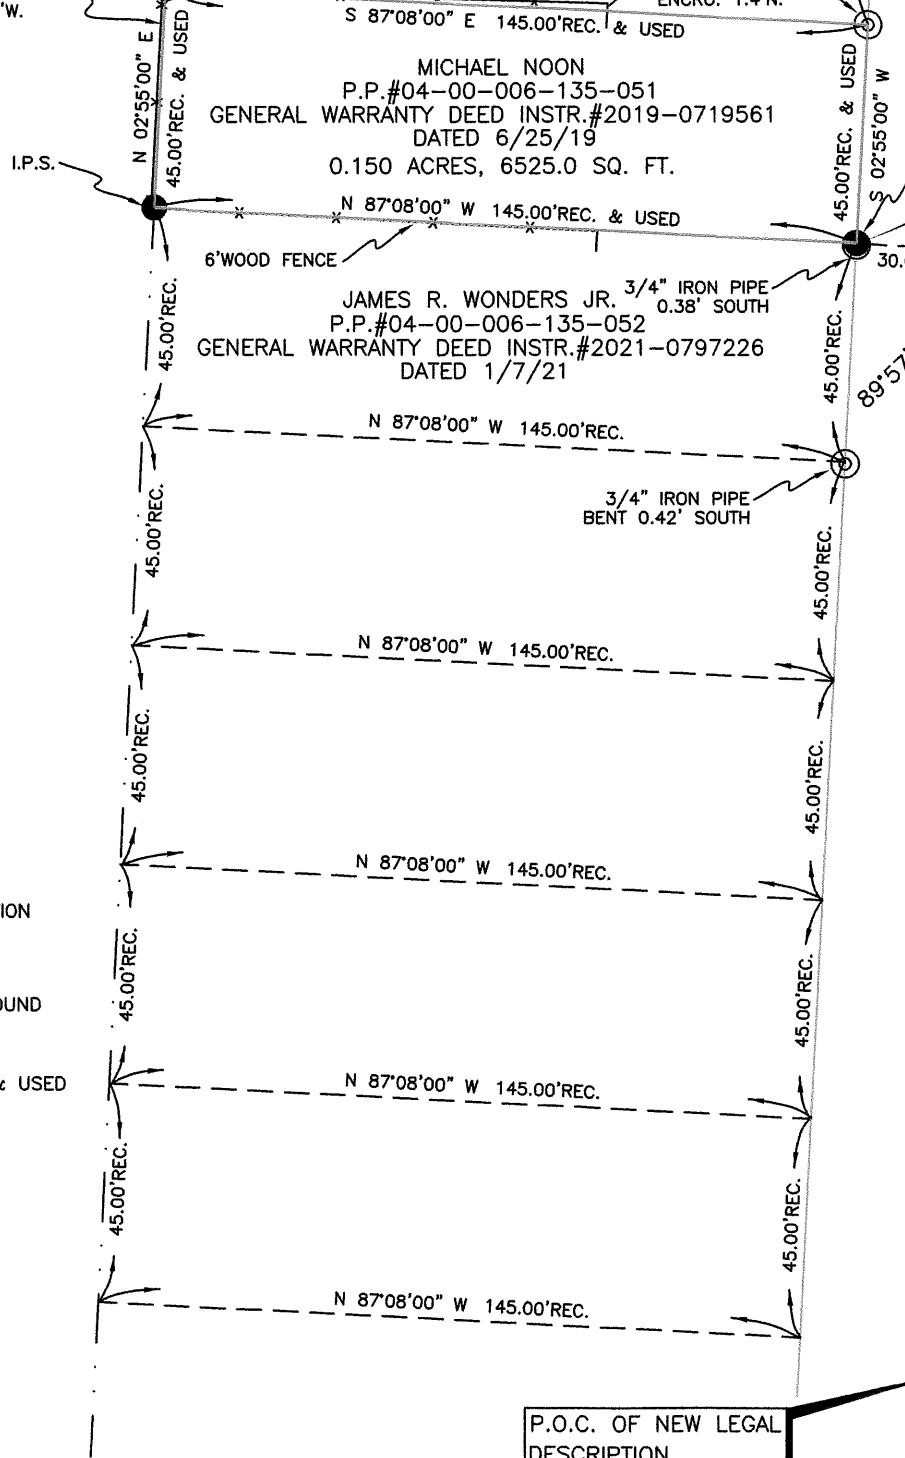 'W.
ENCRO. 1.4'N.
S 87°08'00" E 145.00'REC. & USED
N 02°55'00" E
45.00'REC. & USED
MICHAEL NOON
P.P.#04-00-006-135-051
GENERAL WARRANTY DEED INSTR.#2019-0719561
DATED 6/25/19
0.150 ACRES, 6525.0 SQ. FT.
45.00'REC. & USED
S 02°55'00" W
I.P.S.
N 87°08'00" W 145.00'REC. & USED
6'WOOD FENCE
3/4" IRON PIPE
0.38' SOUTH
30.
JAMES R. WONDERS JR.
P.P.#04-00-006-135-052
GENERAL WARRANTY DEED INSTR.#2021-0797226
DATED 1/7/21
45.00'REC.
45.00'REC.
89°57'
N 87°08'00" W 145.00'REC.
3/4" IRON PIPE
BENT 0.42' SOUTH
45.00'REC.
45.00'REC.
N 87°08'00" W 145.00'REC.
45.00'REC.
45.00'REC.
N 87°08'00" W 145.00'REC.
TION
45.00'REC.
45.00'REC.
OUND
& USED
N 87°08'00" W 145.00'REC.
45.00'REC.
45.00'REC.
N 87°08'00" W 145.00'REC.
P.O.C. OF NEW LEGAL
DESCRIPTION